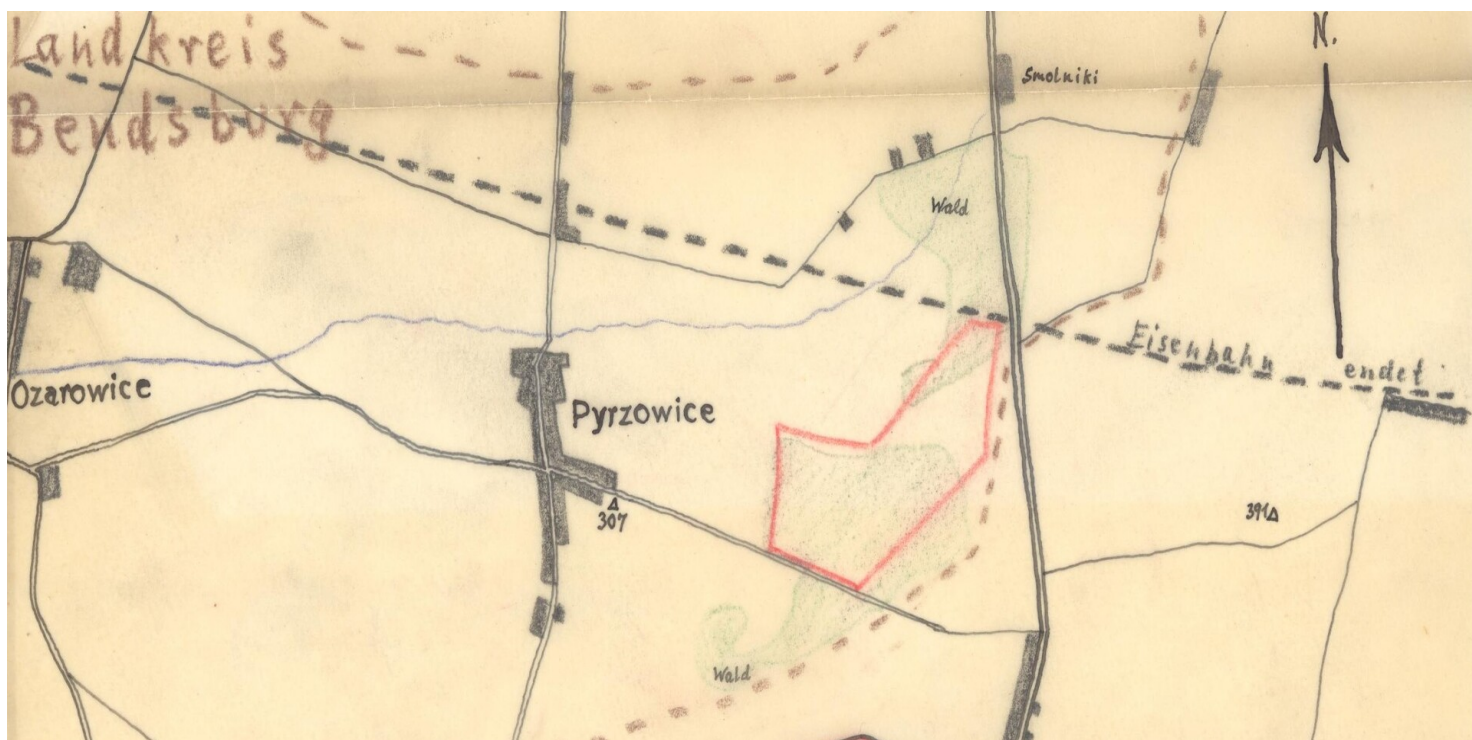 Landkreis
Bendsburg
N.
Smolniki
Wald
Eisenbahn endet
Ozarowice
Pyrzowice
307
391
Wald